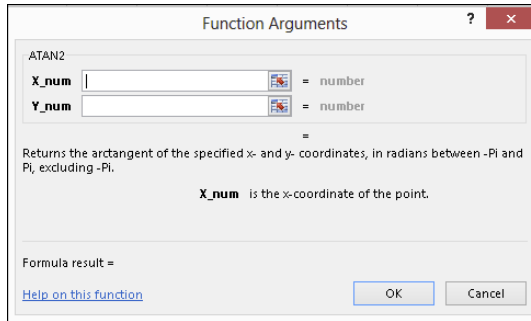 Function Arguments ? ×
ATAN2
X_num = number
Y_num = number
=
Returns the arctangent of the specified x- and y- coordinates, in radians between -Pi and
Pi, excluding -Pi.
X_num is the x-coordinate of the point.
Formula result =
Help on this function OK Cancel